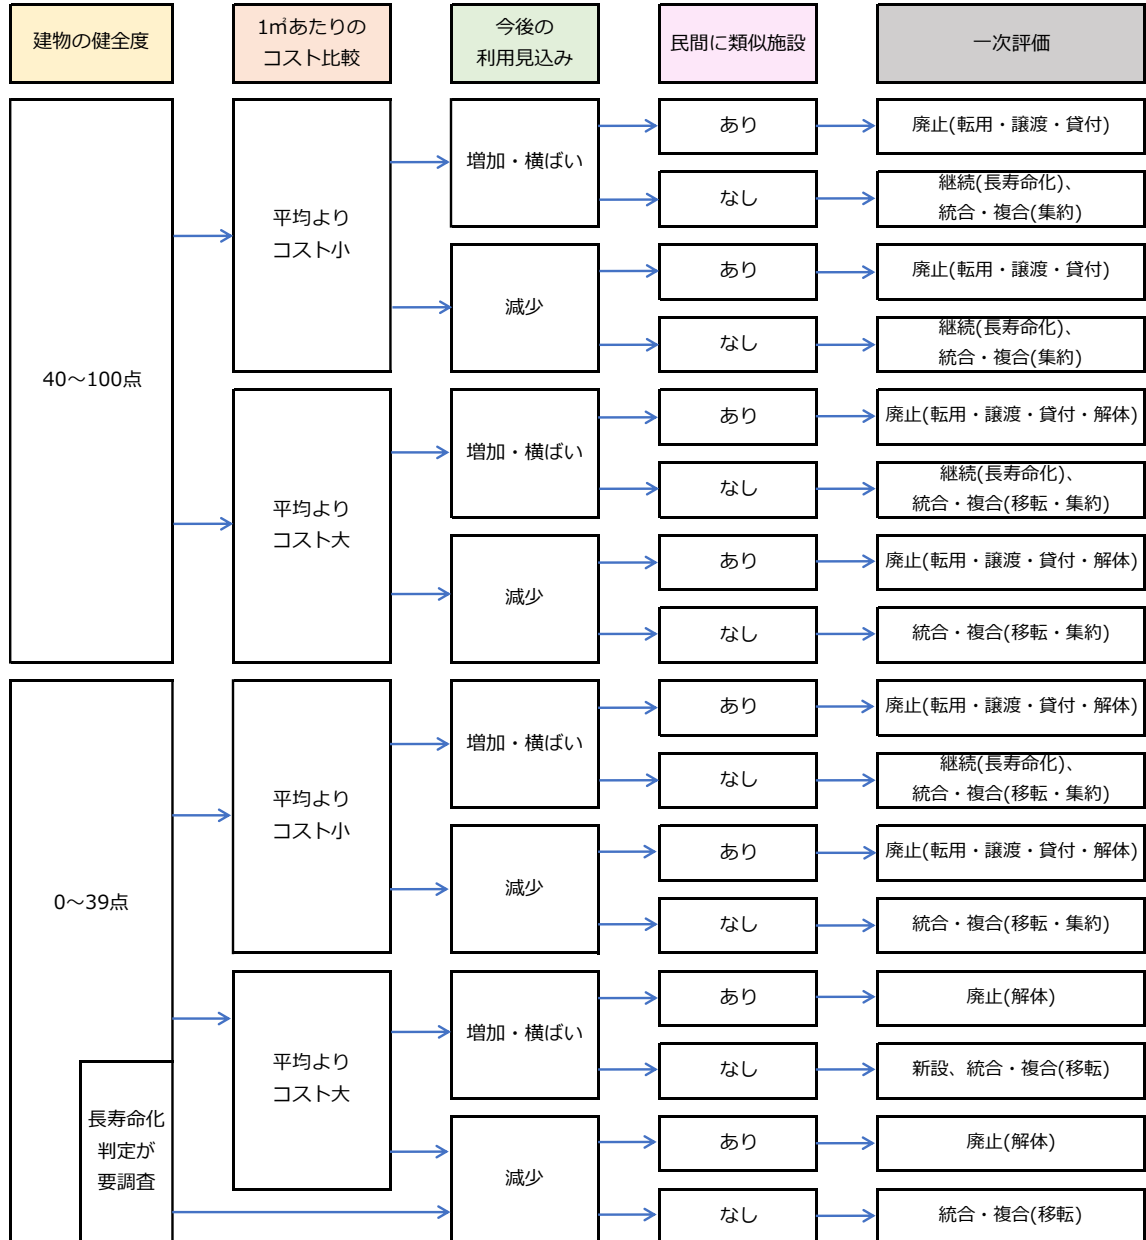 建物の健全度
1㎡あたりの
コスト比較
今後の
利用見込み
民間に類似施設
一次評価
40～100点
平均より
コスト小
増加・横ばい
あり
廃止(転用・譲渡・貸付)
なし
継続(長寿命化)、
統合・複合(集約)
減少
あり
廃止(転用・譲渡・貸付)
なし
継続(長寿命化)、
統合・複合(集約)
平均より
コスト大
増加・横ばい
あり
廃止(転用・譲渡・貸付・解体)
なし
継続(長寿命化)、
統合・複合(移転・集約)
減少
あり
廃止(転用・譲渡・貸付・解体)
なし
統合・複合(移転・集約)
0～39点
平均より
コスト小
増加・横ばい
あり
廃止(転用・譲渡・貸付・解体)
なし
継続(長寿命化)、
統合・複合(移転・集約)
減少
あり
廃止(転用・譲渡・貸付・解体)
なし
統合・複合(移転・集約)
平均より
コスト大
増加・横ばい
あり
廃止(解体)
なし
新設、統合・複合(移転)
長寿命化
判定が
要調査
減少
あり
廃止(解体)
なし
統合・複合(移転)